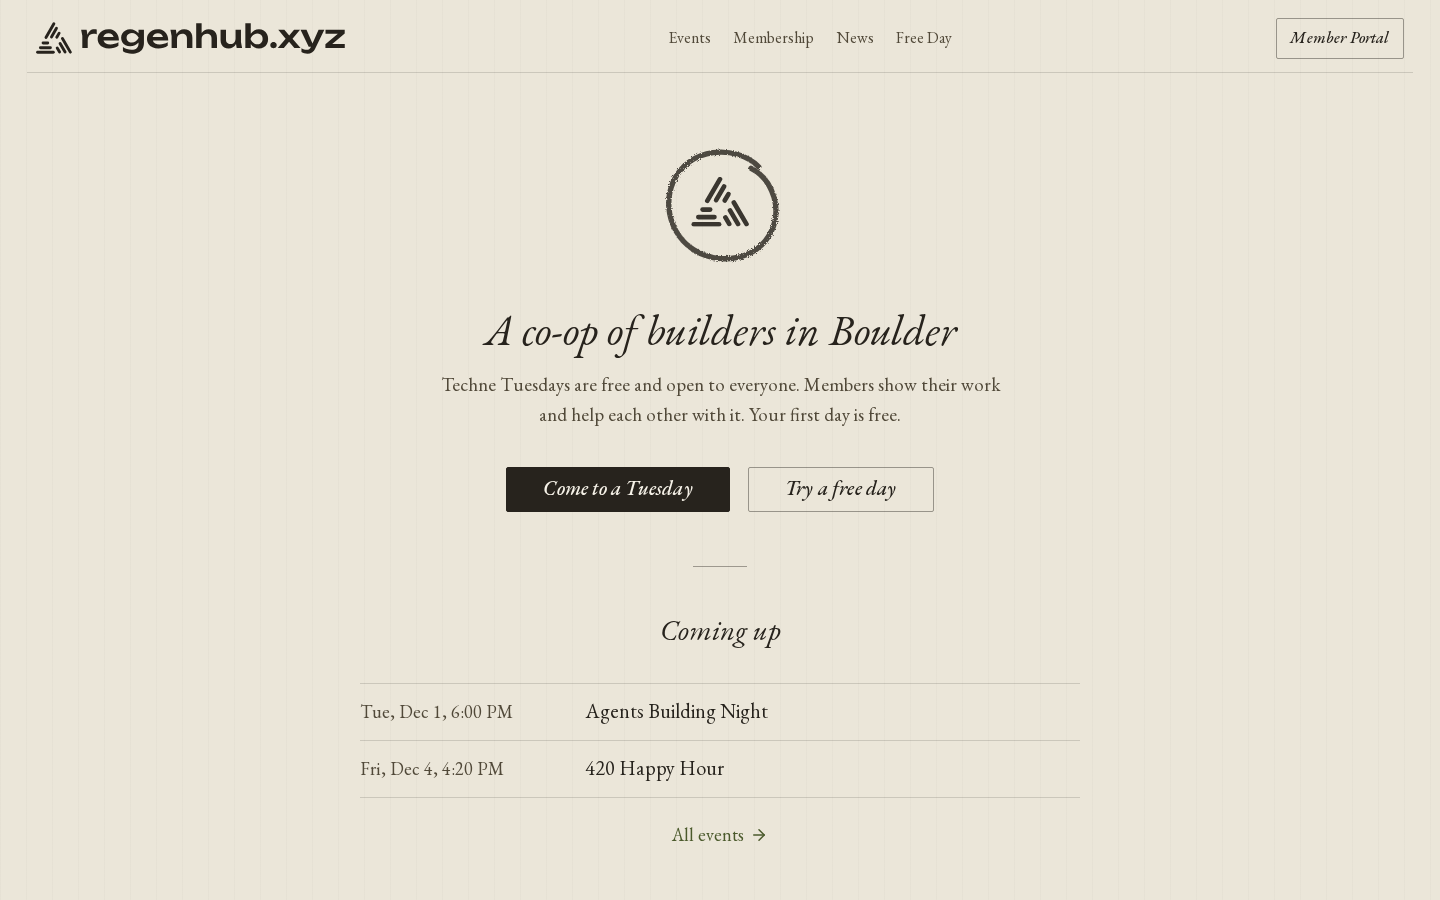 regenhub.xyz
Events
Membership
News
Free Day
Member Portal
A co-op of builders in Boulder
Techne Tuesdays are free and open to everyone. Members show their work
and help each other with it. Your first day is free.
Come to a Tuesday
Try a free day
Coming up
Tue, Dec 1, 6:00 PM
Agents Building Night
Fri, Dec 4, 4:20 PM
420 Happy Hour
All events →